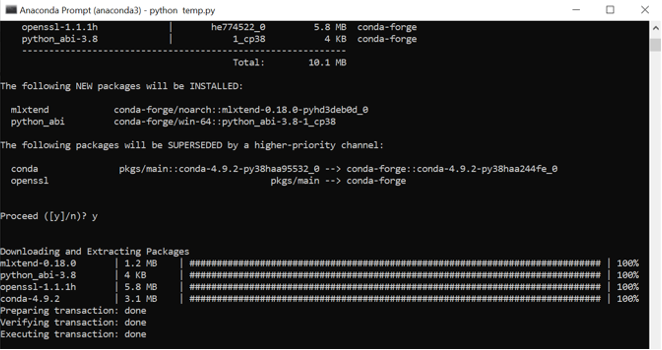 Anaconda Prompt (anaconda3) - python temp.py
openssl-1.1.1h | he774522_0 5.8 MB conda-forge
python_abi-3.8 | 1_cp38 4 KB conda-forge
------------------------------------------------------------
Total: 10.1 MB
The following NEW packages will be INSTALLED:
mlxtend conda-forge/noarch::mlxtend-0.18.0-pyhd3deb0d_0
python_abi conda-forge/win-64::python_abi-3.8-1_cp38
The following packages will be SUPERSEDED by a higher-priority channel:
conda pkgs/main::conda-4.9.2-py38haa95532_0 --> conda-forge::conda-4.9.2-py38haa244fe_0
openssl pkgs/main --> conda-forge
Proceed ([y]/n)? y
Downloading and Extracting Packages
mlxtend-0.18.0 | 1.2 MB | ############################################################################ | 100%
python_abi-3.8 | 4 KB | ############################################################################ | 100%
openssl-1.1.1h | 5.8 MB | ############################################################################ | 100%
conda-4.9.2 | 3.1 MB | ############################################################################ | 100%
Preparing transaction: done
Verifying transaction: done
Executing transaction: done